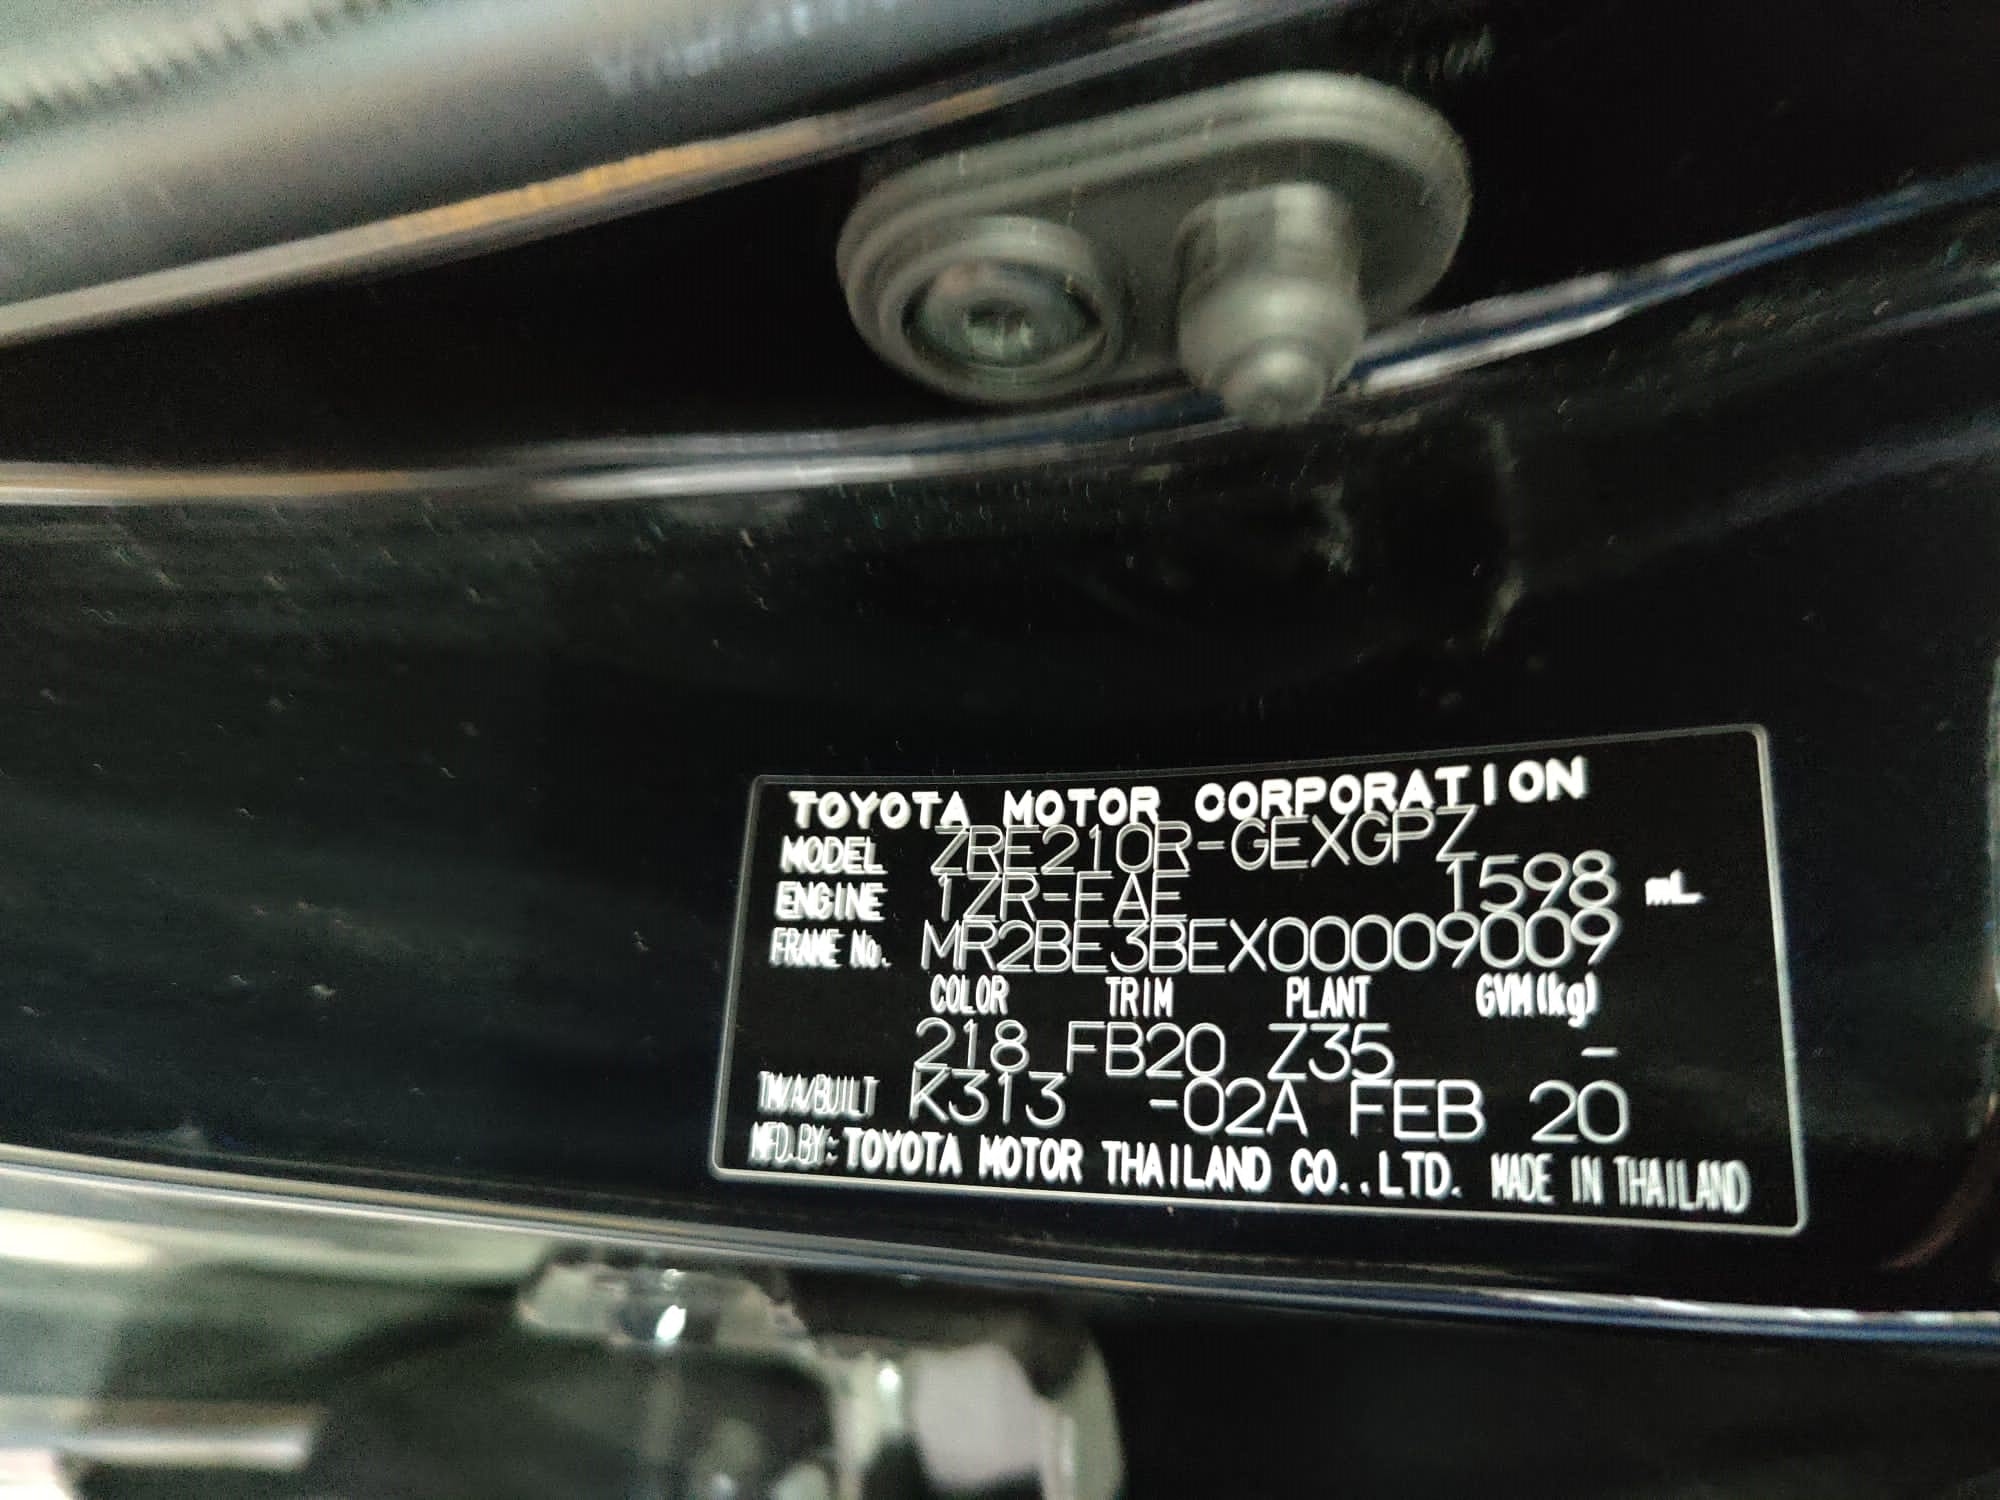 TOYOTA MOTOR CORPORATION
MODEL ZRE210R-GEXGPZ
ENGINE 1ZR-FAE 1598 mL
FRAME No. MR2BE3BEX00009009
COLOR TRIM PLANT GVM(kg)
218 FB20 Z35 -
TM/A/BUILT K313 -02A FEB 20
MFD.BY: TOYOTA MOTOR THAILAND CO.,LTD. MADE IN THAILAND